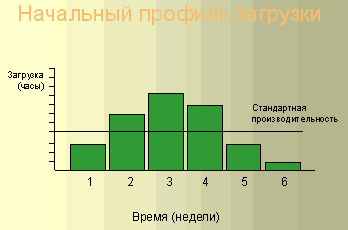 Начальный профиль загрузки
Загрузка
(часы)
Стандартная
производительность
1 2 3 4 5 6
Время (недели)